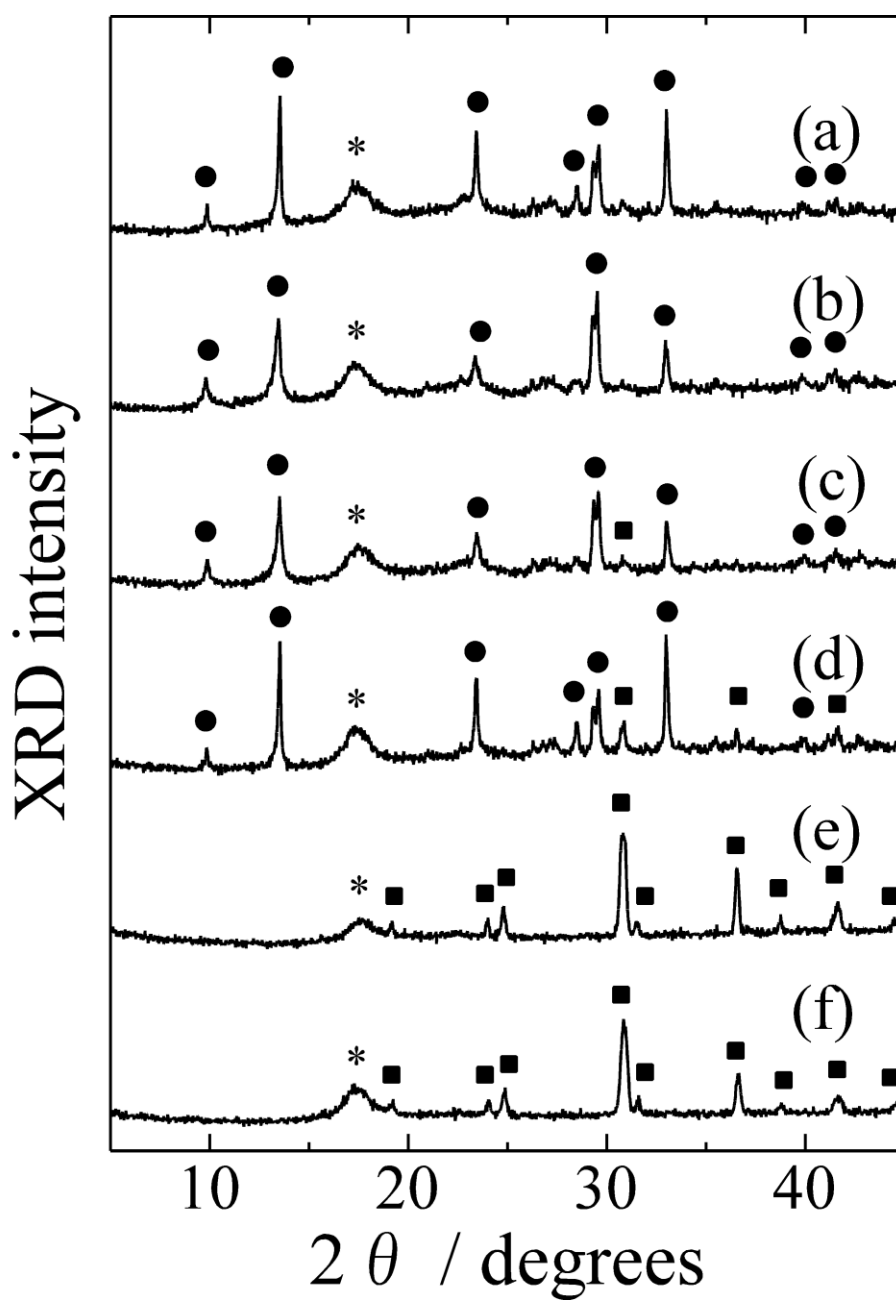 (a)
*
(b)
*
(c)
*
(d)
*
(e)
*
(f)
*
XRD intensity
10 20 30 40
2 θ / degrees